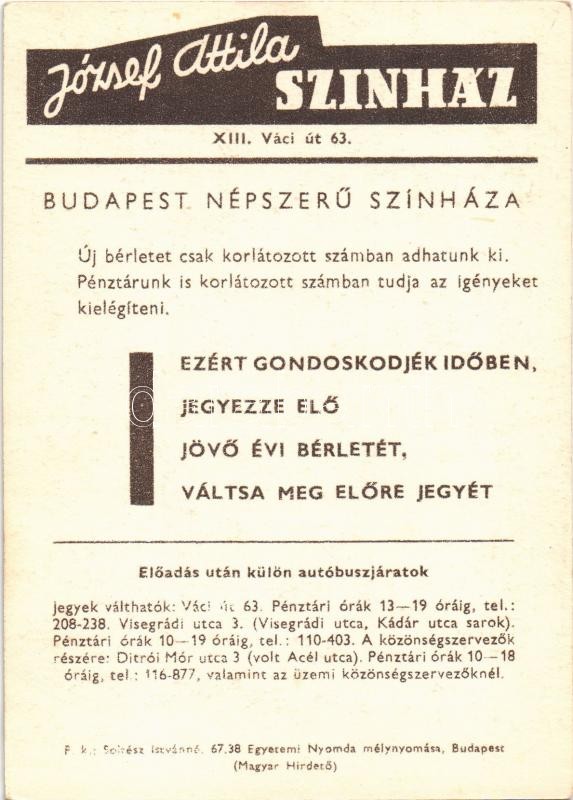 József Attila
SZINHÁZ
XIII. Váci út 63.
BUDAPEST NÉPSZERŰ SZÍNHÁZA
Új bérletet csak korlátozott számban adhatunk ki.
Pénztárunk is korlátozott számban tudja az igényeket
kielégíteni.
EZÉRT GONDOSKODJÉK IDŐBEN,
JEGYEZZE ELŐ
JÖVŐ ÉVI BÉRLETÉT,
VÁLTSA MEG ELŐRE JEGYÉT
Előadás után külön autóbuszjáratok
Jegyek válthatók: Váci út 63. Pénztári órák 13—19 óráig, tel.:
208-238. Visegrádi utca 3. (Visegrádi utca, Kádár utca sarok).
Pénztári órák 10—19 óráig, tel.: 110-403. A közönségszervezők
részére: Ditrói Mór utca 3 (volt Acél utca). Pénztári órák 10—18
óráig, tel.: 116-877, valamint az üzemi közönségszervezőknél.
F. k.: Istvánné. 67.38 Egyetemi Nyomda mélynyomása, Budapest
(Magyar Hirdető)